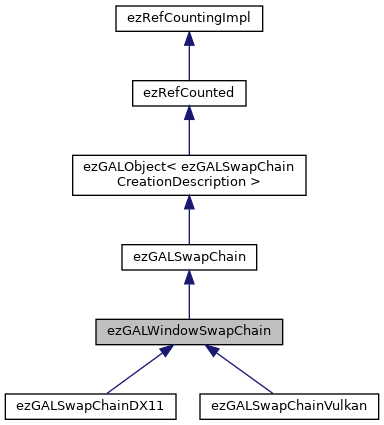 ezRefCountingImpl
ezRefCounted
ezGALObject< ezGALSwapChain
CreationDescription >
ezGALSwapChain
ezGALWindowSwapChain
ezGALSwapChainDX11
ezGALSwapChainVulkan